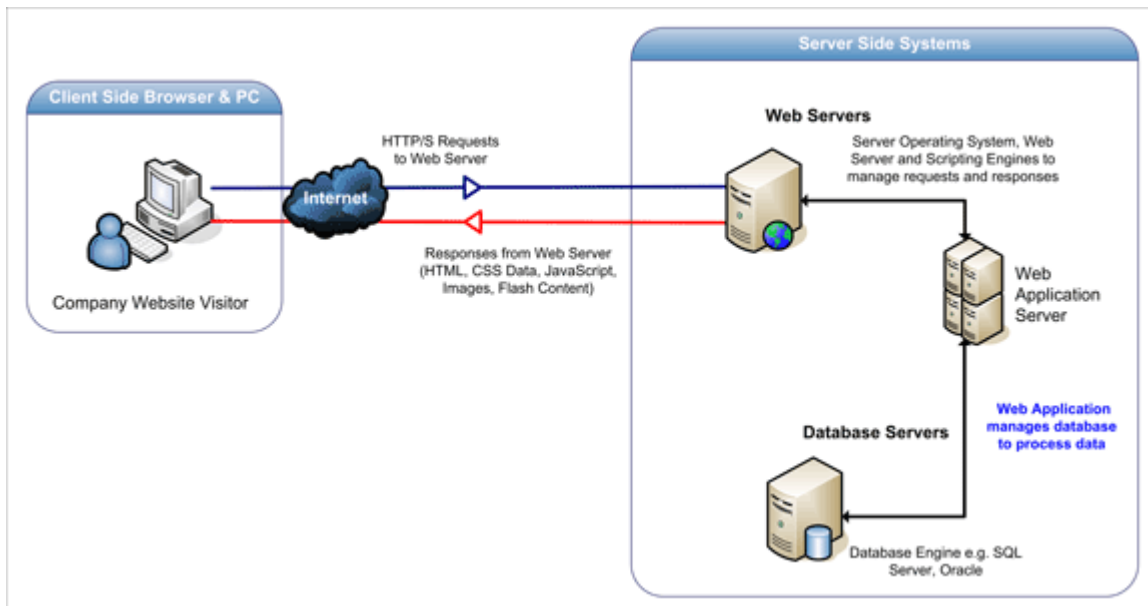 Server Side Systems
Client Side Browser & PC
HTTP/S Requests
to Web Server
Internet
Responses from Web Server
(HTML, CSS Data, JavaScript,
Images, Flash Content)
Company Website Visitor
Web Servers
Server Operating System, Web
Server and Scripting Engines to
manage requests and responses
Web
Application
Server
Web Application
manages database
to process data
Database Servers
Database Engine e.g. SQL
Server, Oracle